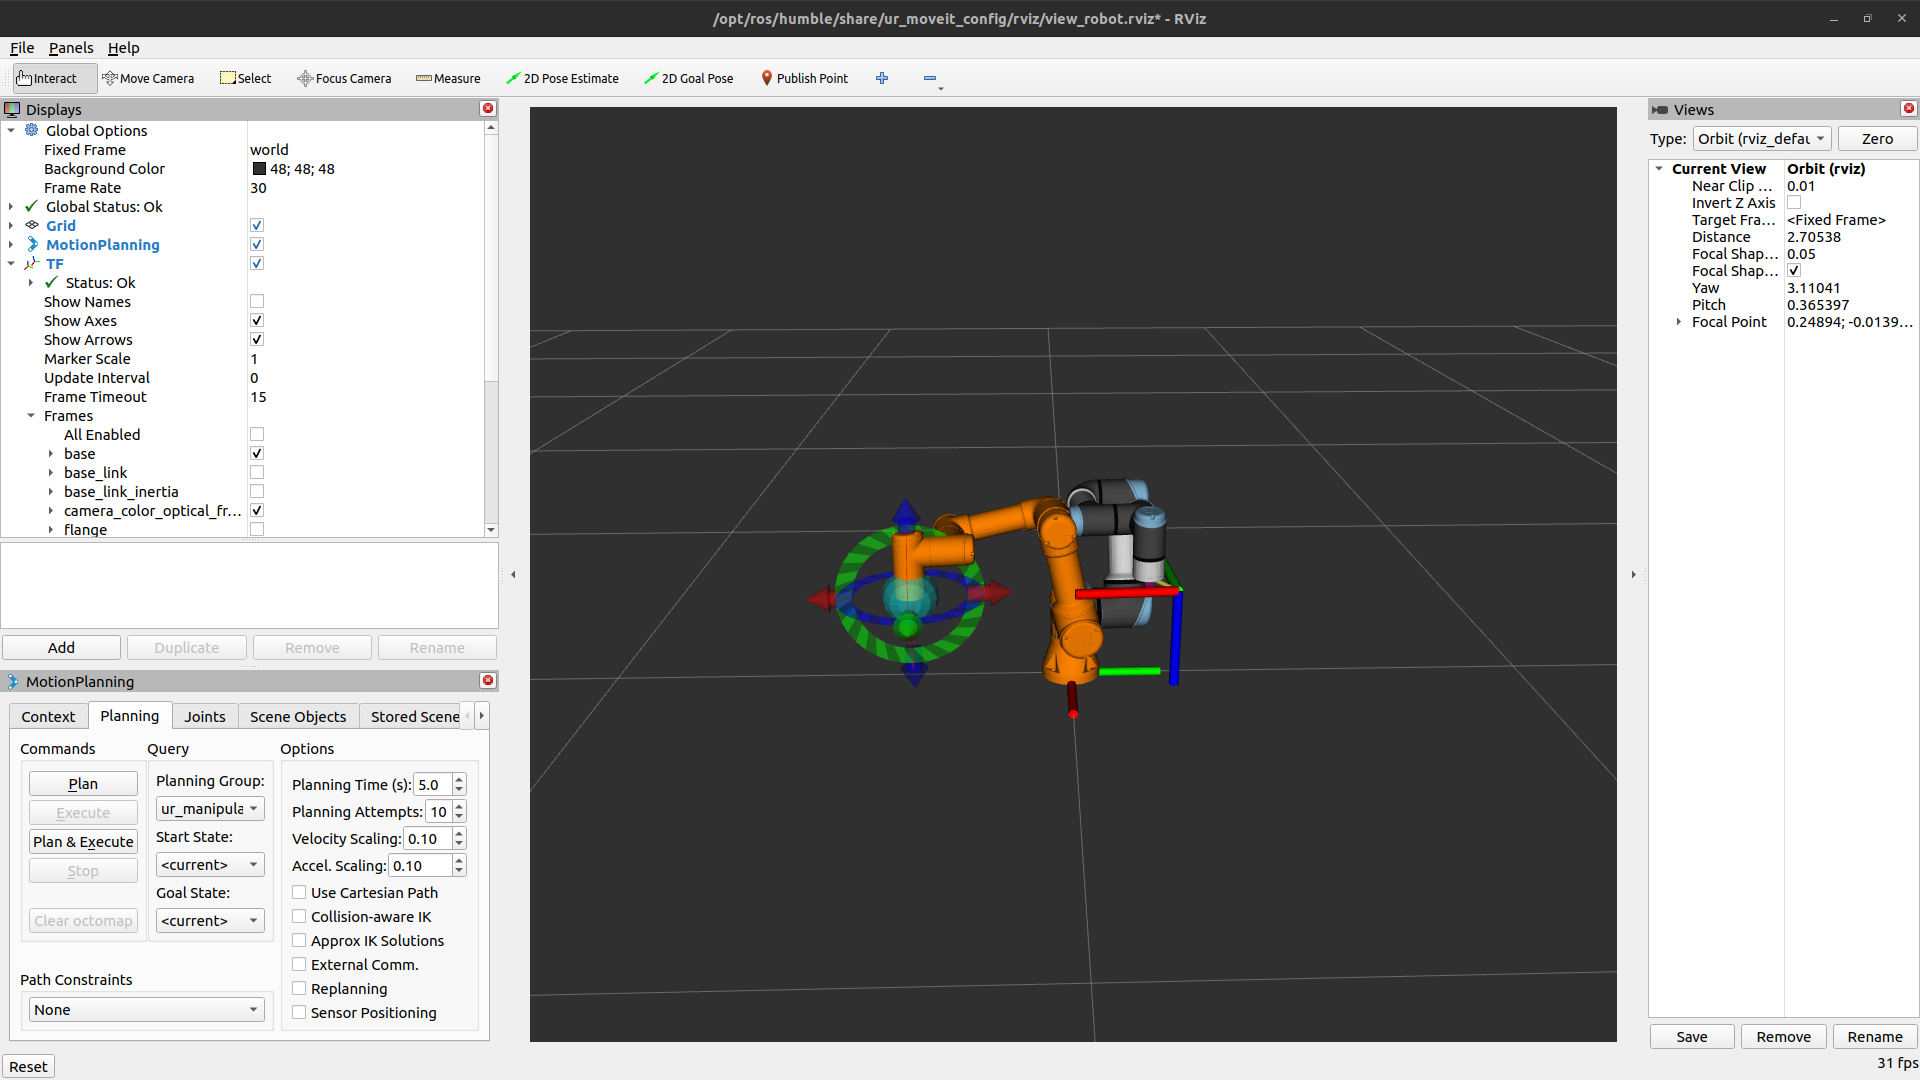 /opt/ros/humble/share/ur_moveit_config/rviz/view_robot.rviz* - RViz
File Panels Help
Interact Move Camera Select Focus Camera Measure 2D Pose Estimate 2D Goal Pose Publish Point
Displays
Global Options
Fixed Frame world
Background Color 48; 48; 48
Frame Rate 30
Global Status: Ok
Grid
MotionPlanning
TF
Status: Ok
Show Names
Show Axes
Show Arrows
Marker Scale 1
Update Interval 0
Frame Timeout 15
Frames
All Enabled
base
base_link
base_link_inertia
camera_color_optical_fr...
flange
Add Duplicate Remove Rename
MotionPlanning
Context Planning Joints Scene Objects Stored Scene
Commands Query Options
Plan
Execute
Plan & Execute
Stop
Clear octomap
Planning Group:
ur_manipula
Start State:
<current>
Goal State:
<current>
Path Constraints
None
Planning Time (s): 5.0
Planning Attempts: 10
Velocity Scaling: 0.10
Accel. Scaling: 0.10
Use Cartesian Path
Collision-aware IK
Approx IK Solutions
External Comm.
Replanning
Sensor Positioning
Reset
Views
Type: Orbit (rviz_defau Zero
Current View Orbit (rviz)
Near Clip ... 0.01
Invert Z Axis
Target Fra... <Fixed Frame>
Distance 2.70538
Focal Shap... 0.05
Focal Shap...
Yaw 3.11041
Pitch 0.365397
Focal Point 0.24894; -0.0139...
Save Remove Rename
31 fps